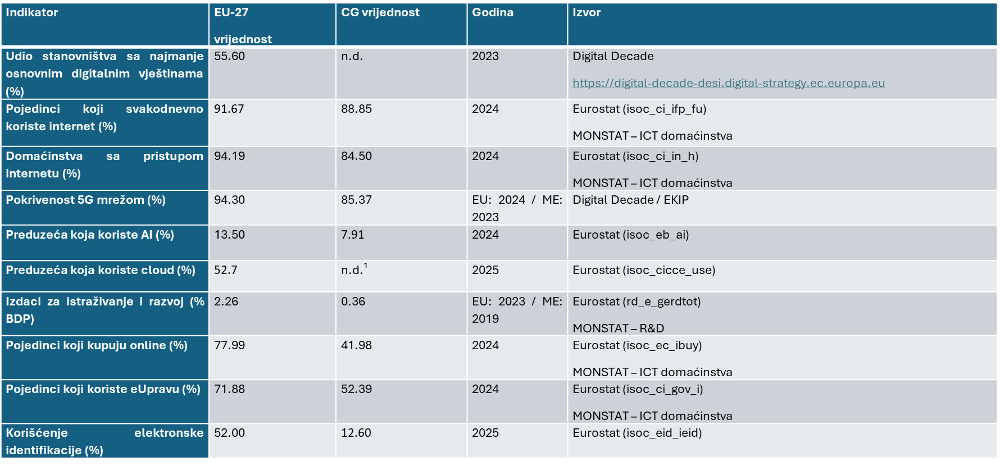 Indikator
EU-27
vrijednost
CG vrijednost
Godina
Izvor
Udio stanovništva sa najmanje
osnovnim digitalnim vještinama
(%)
55.60
n.d.
2023
Digital Decade
https://digital-decade-desi.digital-strategy.ec.europa.eu
Pojedinci koji svakodnevno
koriste internet (%)
91.67
88.85
2024
Eurostat (isoc_ci_ifp_fu)
MONSTAT – ICT domaćinstva
Domaćinstva sa pristupom
internetu (%)
94.19
84.50
2024
Eurostat (isoc_ci_in_h)
MONSTAT – ICT domaćinstva
Pokrivenost 5G mrežom (%)
94.30
85.37
EU: 2024 / ME:
2023
Digital Decade / EKIP
Preduzeća koja koriste AI (%)
13.50
7.91
2024
Eurostat (isoc_eb_ai)
Preduzeća koja koriste cloud (%)
52.7
n.d.¹
2025
Eurostat (isoc_cicce_use)
Izdaci za istraživanje i razvoj (%
BDP)
2.26
0.36
EU: 2023 / ME:
2019
Eurostat (rd_e_gerdtot)
MONSTAT – R&D
Pojedinci koji kupuju online (%)
77.99
41.98
2024
Eurostat (isoc_ec_ibuy)
MONSTAT – ICT domaćinstva
Pojedinci koji koriste eUpravu (%)
71.88
52.39
2024
Eurostat (isoc_ci_gov_i)
MONSTAT – ICT domaćinstva
Korišćenje elektronske
identifikacije (%)
52.00
12.60
2025
Eurostat (isoc_eid_ieid)